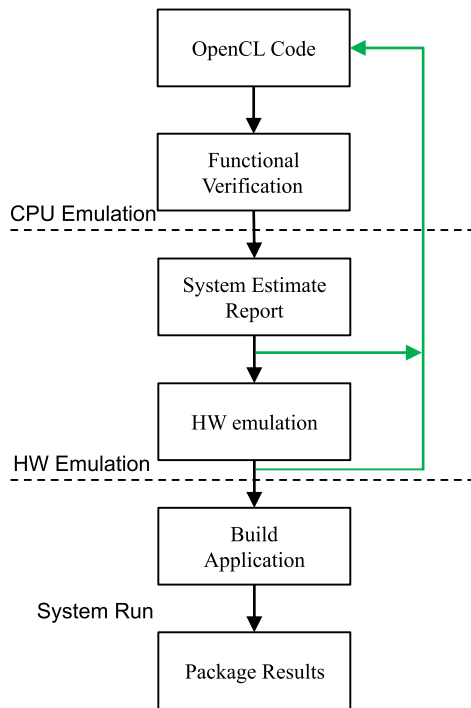 OpenCL Code
Functional
Verification
CPU Emulation
System Estimate
Report
HW emulation
HW Emulation
Build
Application
System Run
Package Results